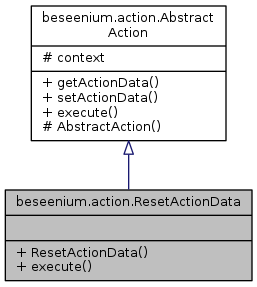 beseenium.action.Abstract
Action
# context
+ getActionData()
+ setActionData()
+ execute()
# AbstractAction()
beseenium.action.ResetActionData
+ ResetActionData()
+ execute()